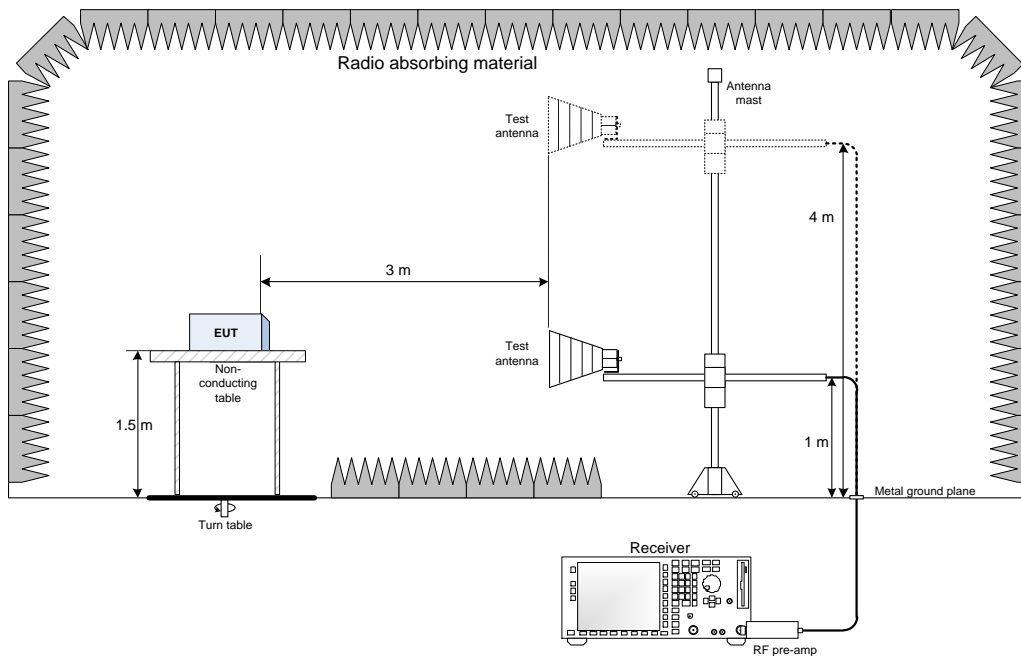 Radio absorbing material
Antenna
mast
Test
antenna
4 m
3 m
EUT
Test
antenna
Non-
conducting
table
1.5 m
1 m
Metal ground plane
Turn table
Receiver
RF pre-amp